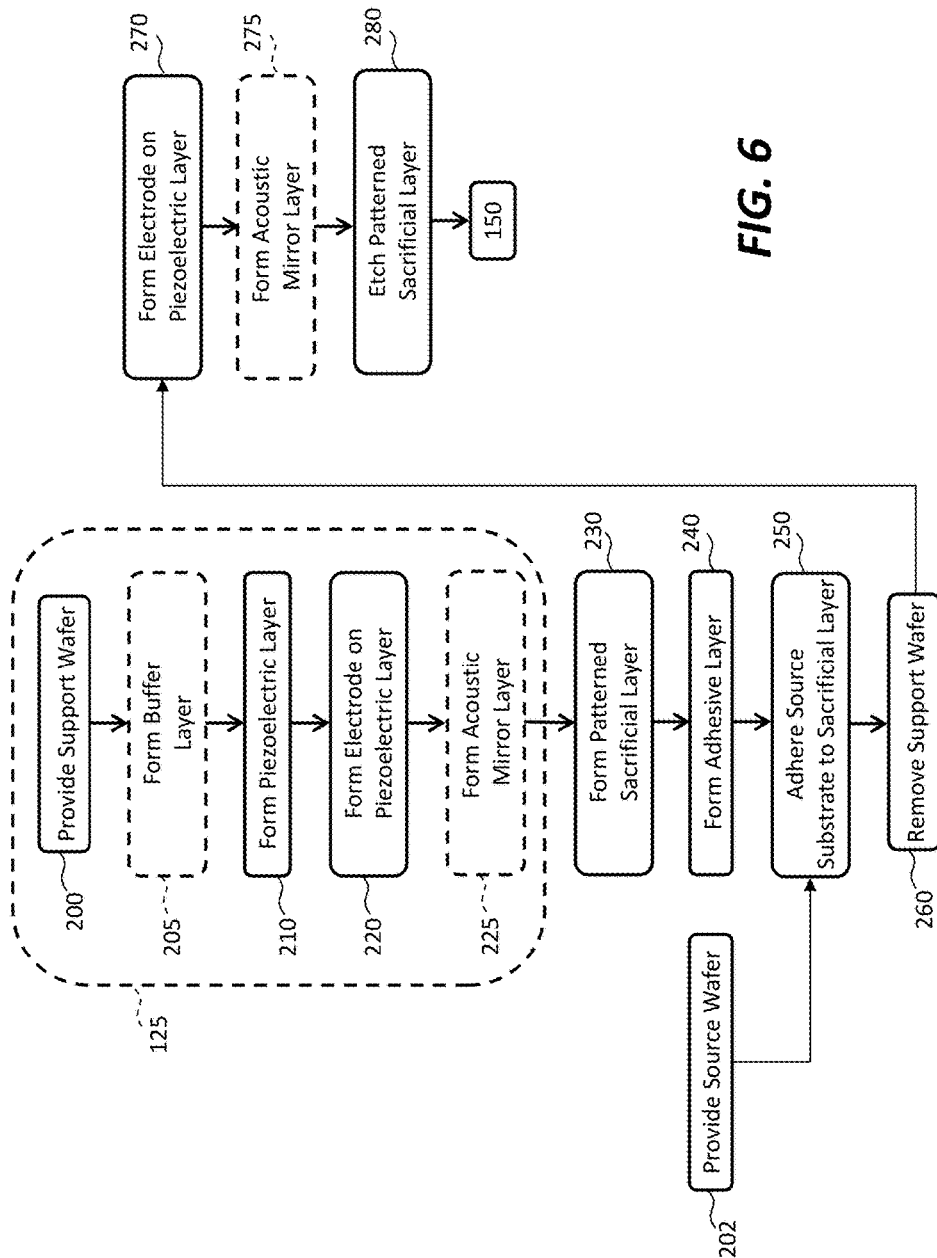 125
200
Provide Support Wafer
205
Form Buffer
Layer
210
Form Piezoelectric Layer
220
Form Electrode on
Piezoelectric Layer
225
Form Acoustic
Mirror Layer
230
Form Patterned
Sacrificial Layer
240
Form Adhesive Layer
202
Provide Source Wafer
250
Adhere Source
Substrate to Sacrificial Layer
260
Remove Support Wafer
270
Form Electrode on
Piezoelectric Layer
275
Form Acoustic
Mirror Layer
280
Etch Patterned
Sacrificial Layer
150
FIG. 6